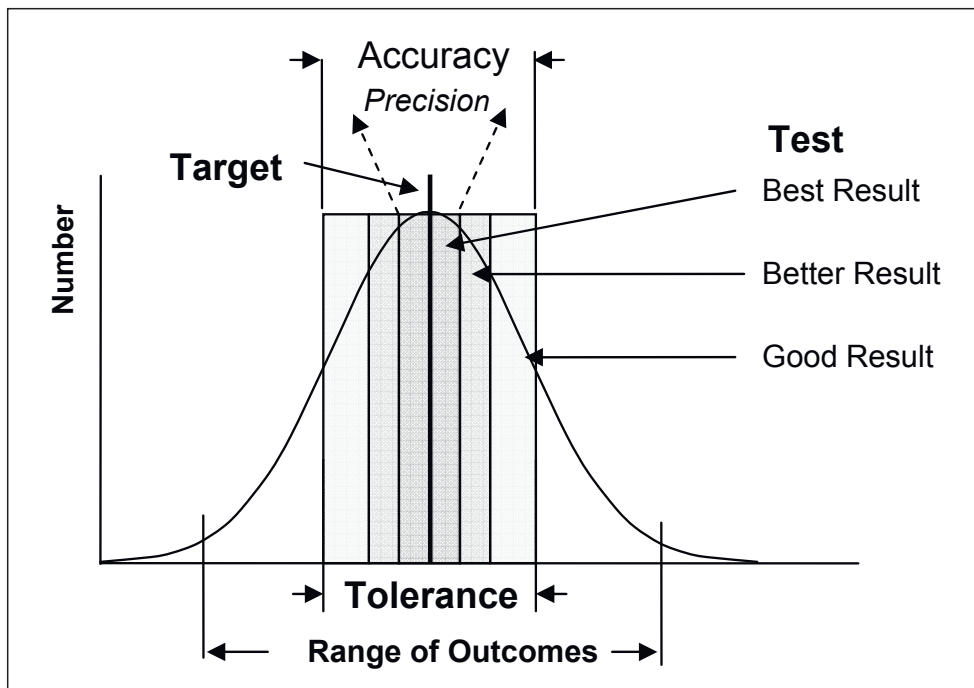 Accuracy
Precision
Target
Test
Best Result
Better Result
Good Result
Number
Tolerance
Range of Outcomes